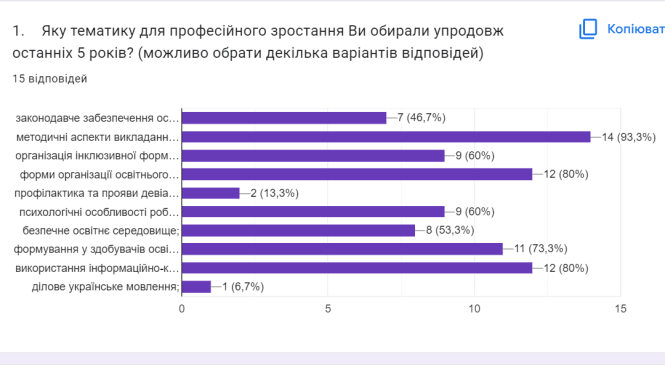 1. Яку тематику для професійного зростання Ви обирали упродовж
останніх 5 років? (можливо обрати декілька варіантів відповідей)
Копіюват
15 відповідей
законодавче забезпечення ос...
7 (46,7%)
методичні аспекти викладанн...
14 (93,3%)
організація інклюзивної форм...
9 (60%)
форми організації освітнього...
12 (80%)
профілактика та прояви девіа...
2 (13,3%)
психологічні особливості роб...
9 (60%)
безпечне освітнє середовище;
8 (53,3%)
формування у здобувачів осві...
11 (73,3%)
використання інформаційно-к...
12 (80%)
ділове українське мовлення;
1 (6,7%)
0 5 10 15